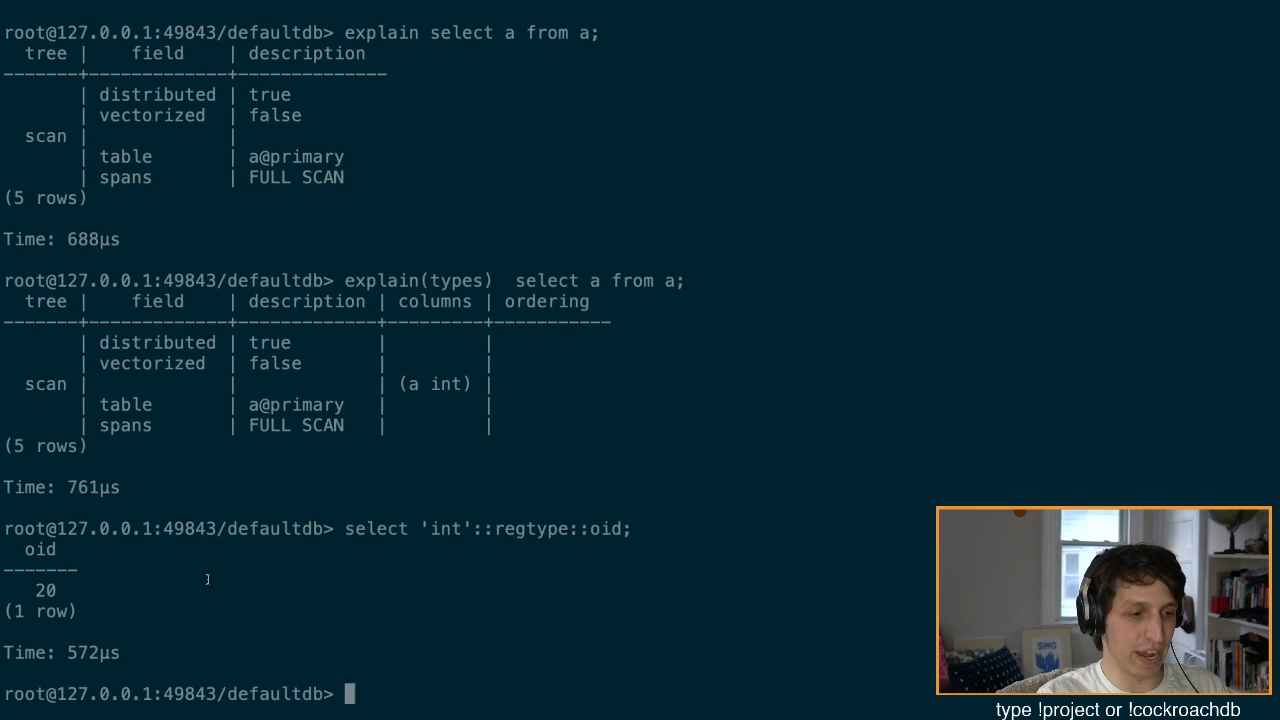 root@127.0.0.1:49843/defaultdb> explain select a from a;
  tree |    field    | description
-------+-------------+--------------
       | distributed | true
       | vectorized  | false
  scan |             |
       | table       | a@primary
       | spans       | FULL SCAN
(5 rows)
Time: 688µs
root@127.0.0.1:49843/defaultdb> explain(types)  select a from a;
  tree |    field    | description | columns | ordering
-------+-------------+-------------+---------+-----------
       | distributed | true        |         |
       | vectorized  | false       |         |
  scan |             |             | (a int) |
       | table       | a@primary   |         |
       | spans       | FULL SCAN   |         |
(5 rows)
Time: 761µs
root@127.0.0.1:49843/defaultdb> select 'int'::regtype::oid;
  oid
-------
   20
(1 row)
Time: 572µs
root@127.0.0.1:49843/defaultdb>
SING
type !project or !cockroachdb